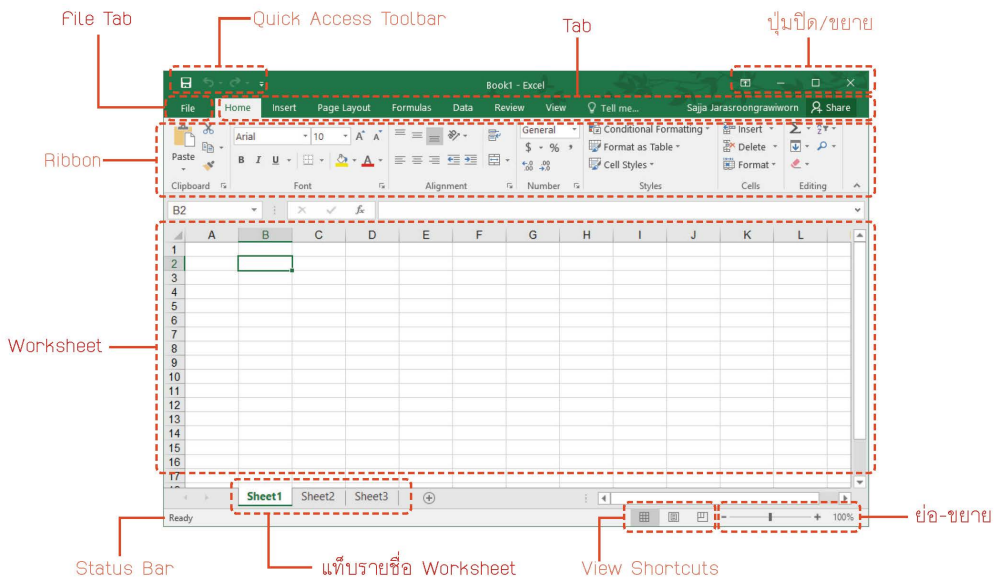 File Tab
Quick Access Toolbar
Tab
ปุ่มปิด/ขยาย
Book1 - Excel
File Home Insert Page Layout Formulas Data Review View Tell me... Sajja Jarasroongrawiworn Share
Ribbon
Paste
Arial 10
B I U A
General
$ % ,
Conditional Formatting
Format as Table
Cell Styles
Insert
Delete
Format
Clipboard Font Alignment Number Styles Cells Editing
B2 fx
A B C D E F G H I J K L
1
2
3
4
5
6
7
Worksheet
8
9
10
11
12
13
14
15
16
17
Sheet1 Sheet2 Sheet3
Ready 100%
ย่อ-ขยาย
Status Bar
แท็บรายชื่อ Worksheet
View Shortcuts